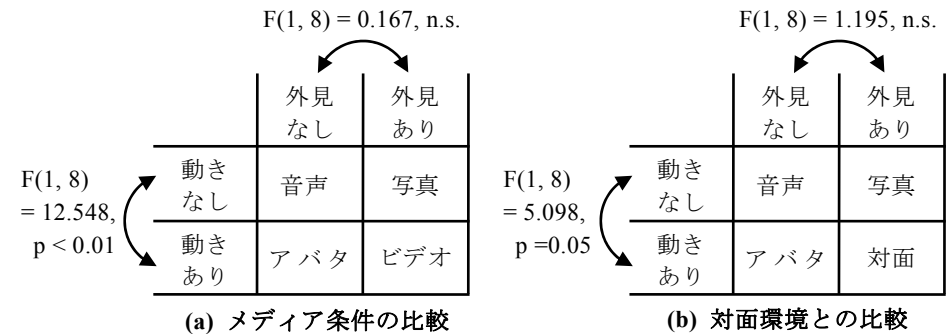 F(1, 8) = 0.167, n.s.
外見
なし
外見
あり
F(1, 8)
= 12.548,
p < 0.01
動き
なし
音声
写真
動き
あり
アバタ
ビデオ
(a) メディア条件の比較
F(1, 8) = 1.195, n.s.
外見
なし
外見
あり
F(1, 8)
= 5.098,
p =0.05
動き
なし
音声
写真
動き
あり
アバタ
対面
(b) 対面環境との比較